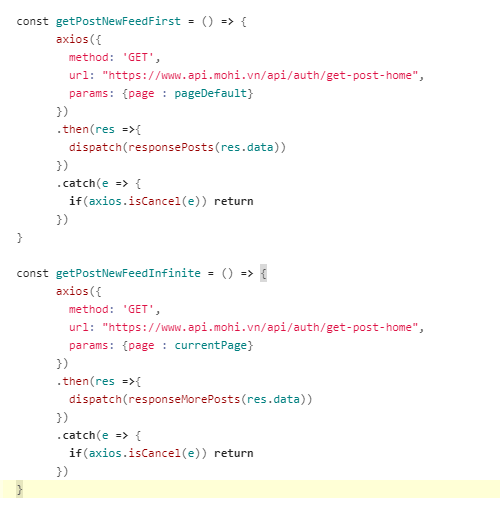 const getPostNewFeedFirst = () => {
axios({
method: 'GET',
url: "https://www.api.mohi.vn/api/auth/get-post-home",
params: {page : pageDefault}
})
.then(res =>{
dispatch(responsePosts(res.data))
})
.catch(e => {
if(axios.isCancel(e)) return
})
}
const getPostNewFeedInfinite = () => {
axios({
method: 'GET',
url: "https://www.api.mohi.vn/api/auth/get-post-home",
params: {page : currentPage}
})
.then(res =>{
dispatch(responseMorePosts(res.data))
})
.catch(e => {
if(axios.isCancel(e)) return
})
}